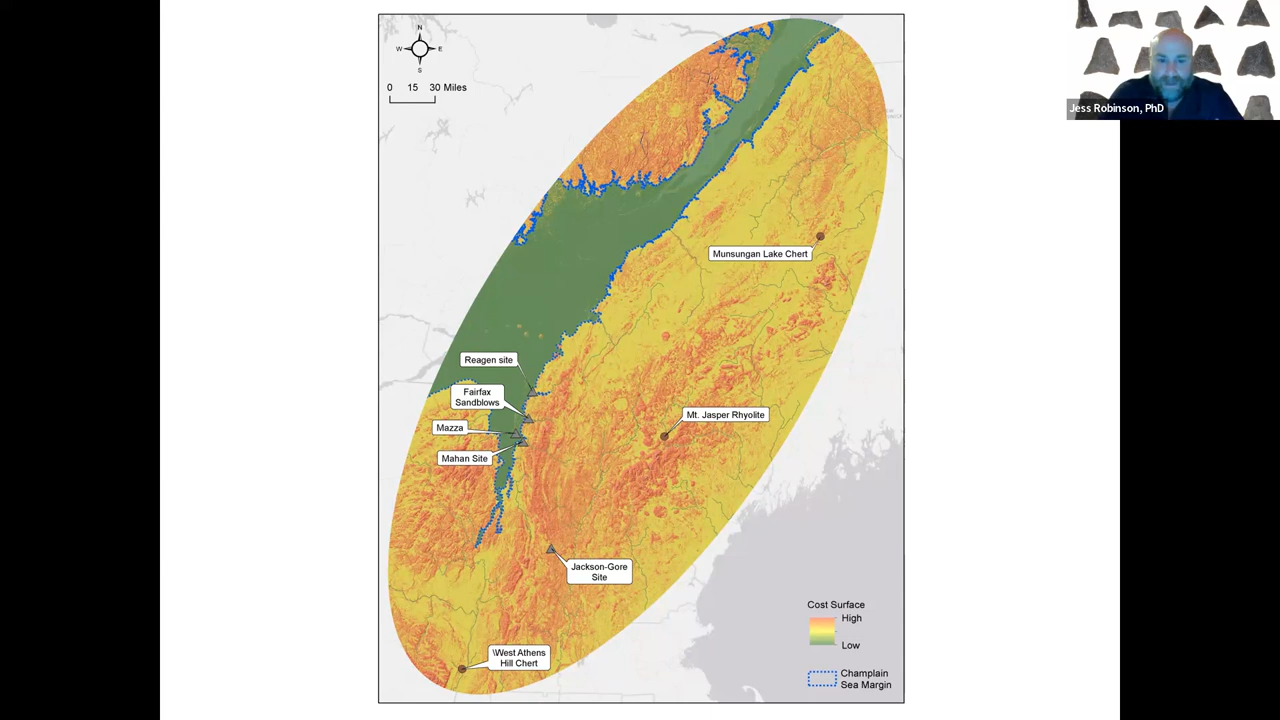 N
W E
S
0 15 30 Miles
Jess Robinson, PhD
Munsungan Lake Chert
Reagen site
Fairfax
Sandblows
Mazza
Mahan Site
Mt. Jasper Rhyolite
Jackson-Gore
Site
\West Athens
Hill Chert
Cost Surface
High
Low
Champlain
Sea Margin